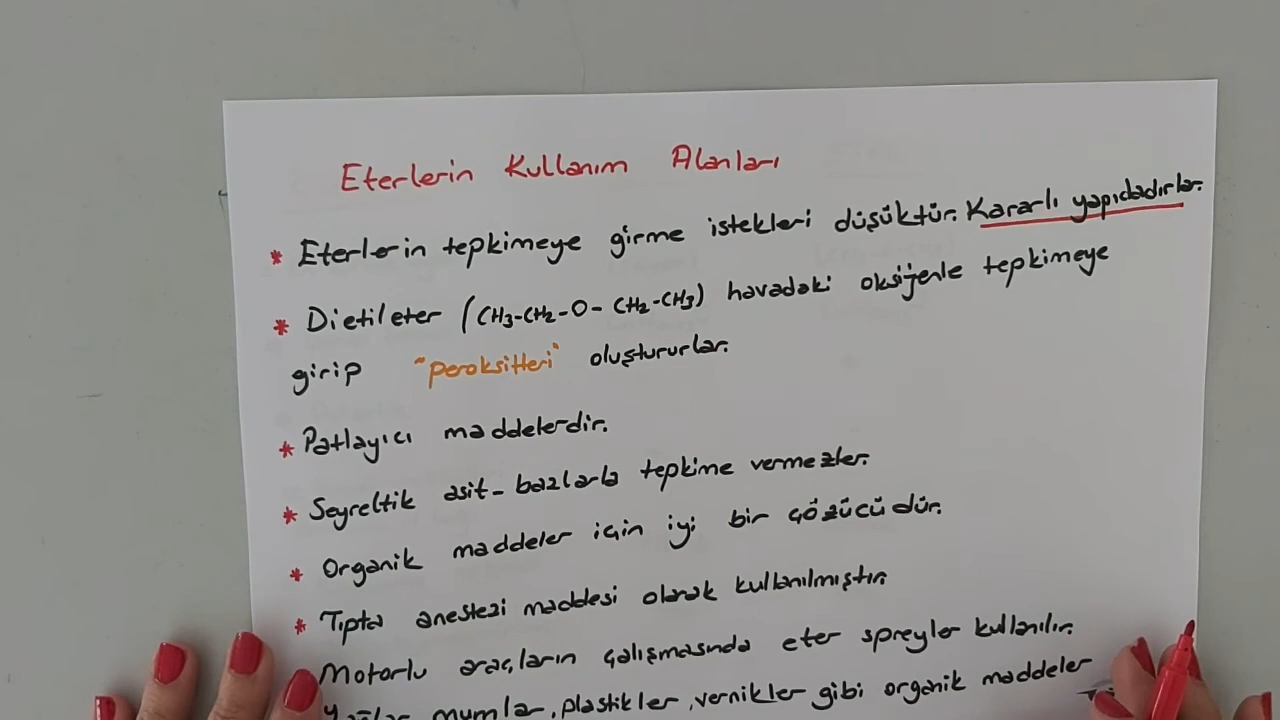 Eterlerin Kullanım Alanları
* Eterlerin tepkimeye girme istekleri düşüktür. Kararlı yapıdadırlar.
* Dietileter (CH3-CH2-O-CH2-CH3) havadaki oksijenle tepkimeye
girip "peroksitleri" oluştururlar.
* Patlayıcı maddelerdir.
* Seyreltik asit-bazlarla tepkime vermezler.
* Organik maddeler için iyi bir çözücüdür.
* Tıpta anestezi maddesi olarak kullanılmıştır.
Motorlu araçların çalışmasında eter spreyler kullanılır.
mumlar, plastikler, vernikler gibi organik maddeler